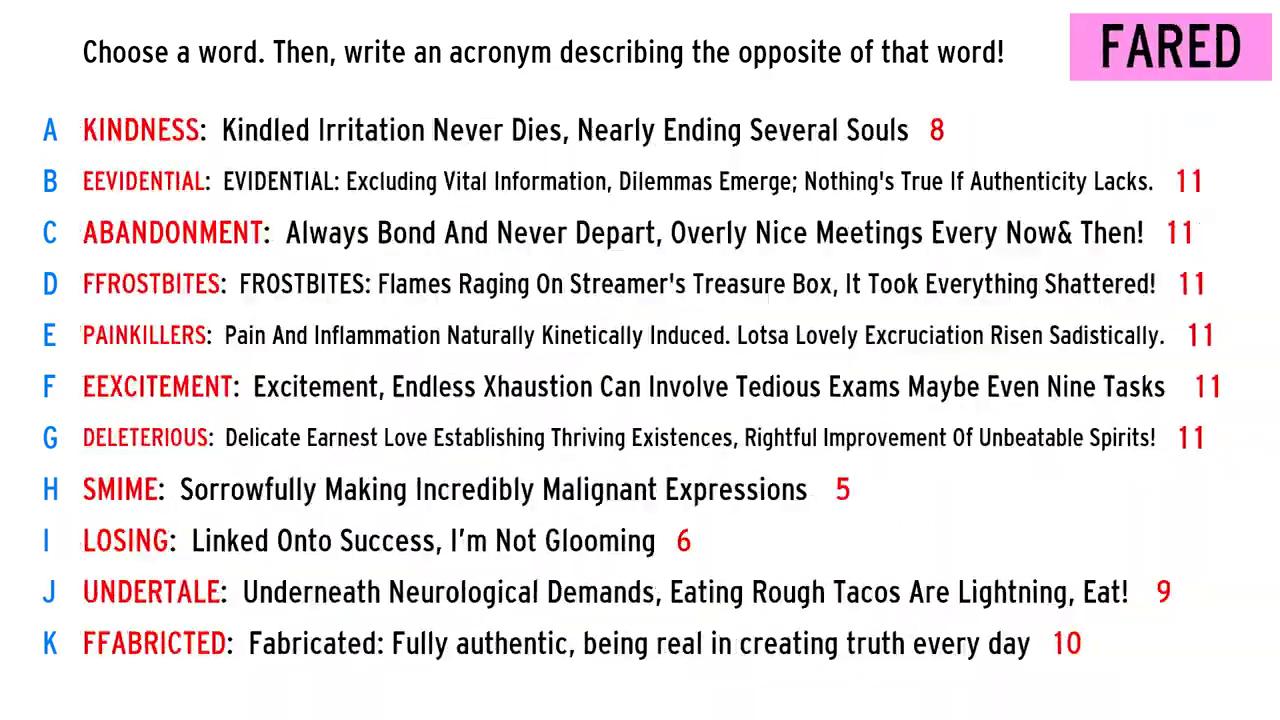 Choose a word. Then, write an acronym describing the opposite of that word!
FARED
A KINDNESS: Kindled Irritation Never Dies, Nearly Ending Several Souls 8
B EEVIDENTIAL: EVIDENTIAL: Excluding Vital Information, Dilemmas Emerge; Nothing's True If Authenticity Lacks. 11
C ABANDONMENT: Always Bond And Never Depart, Overly Nice Meetings Every Now& Then! 11
D FFROSTBITES: FROSTBITES: Flames Raging On Streamer's Treasure Box, It Took Everything Shattered! 11
E PAINKILLERS: Pain And Inflammation Naturally Kinetically Induced. Lotsa Lovely Excruciation Risen Sadistically. 11
F EEXCITEMENT: Excitement, Endless Xhaustion Can Involve Tedious Exams Maybe Even Nine Tasks 11
G DELETERIOUS: Delicate Earnest Love Establishing Thriving Existences, Rightful Improvement Of Unbeatable Spirits! 11
H SMIME: Sorrowfully Making Incredibly Malignant Expressions 5
I LOSING: Linked Onto Success, I’m Not Glooming 6
J UNDERTALE: Underneath Neurological Demands, Eating Rough Tacos Are Lightning, Eat! 9
K FFABRICTED: Fabricated: Fully authentic, being real in creating truth every day 10